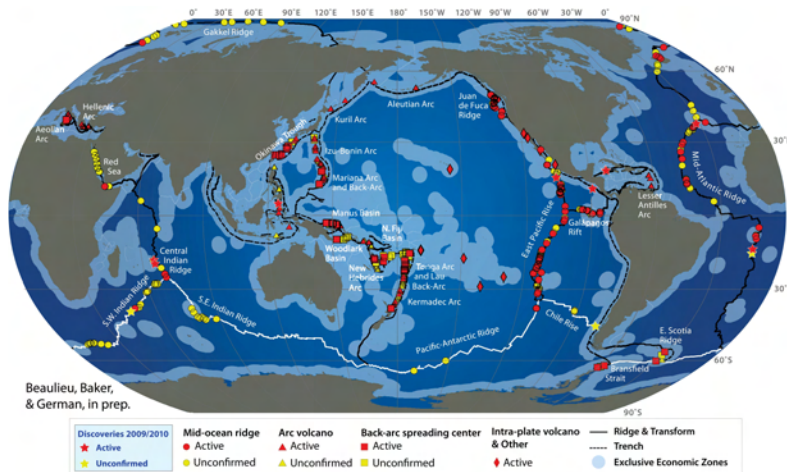 0° 30°E 60°E 90°E 120°E 150°E 180°W 150°W 120°W 90°W 60°W 30°W 0°W 90°N
Gakkel Ridge
60°N
Aleutian Arc
Juan
de Fuca
Ridge
Hellenic
Arc
Aeolian
Arc
Kuril Arc
30°N
Okinawa Trough
Izu-Bonin Arc
Red
Sea
Mariana Arc
and Back-Arc
Mid-Atlantic Ridge
Lesser
Antilles
Arc
Manus Basin
Galapagos
Rift
East Pacific Rise
N. Fiji
Basin
Woodlark
Basin
Central
Indian
Ridge
New
Hebrides
Arc
Tonga Arc
and Lau
Back-Arc
Kermadec Arc
S.W. Indian Ridge
S.E. Indian Ridge
30°S
Chile Rise
Pacific-Antarctic Ridge
E. Scotia
Ridge
60°S
Bransfield
Strait
90°S
Beaulieu, Baker,
& German, in prep.
Discoveries 2009/2010
Active
Unconfirmed
Mid-ocean ridge
Active
Unconfirmed
Arc volcano
Active
Unconfirmed
Back-arc spreading center
Active
Unconfirmed
Intra-plate volcano
& Other
Active
Ridge & Transform
Trench
Exclusive Economic Zones